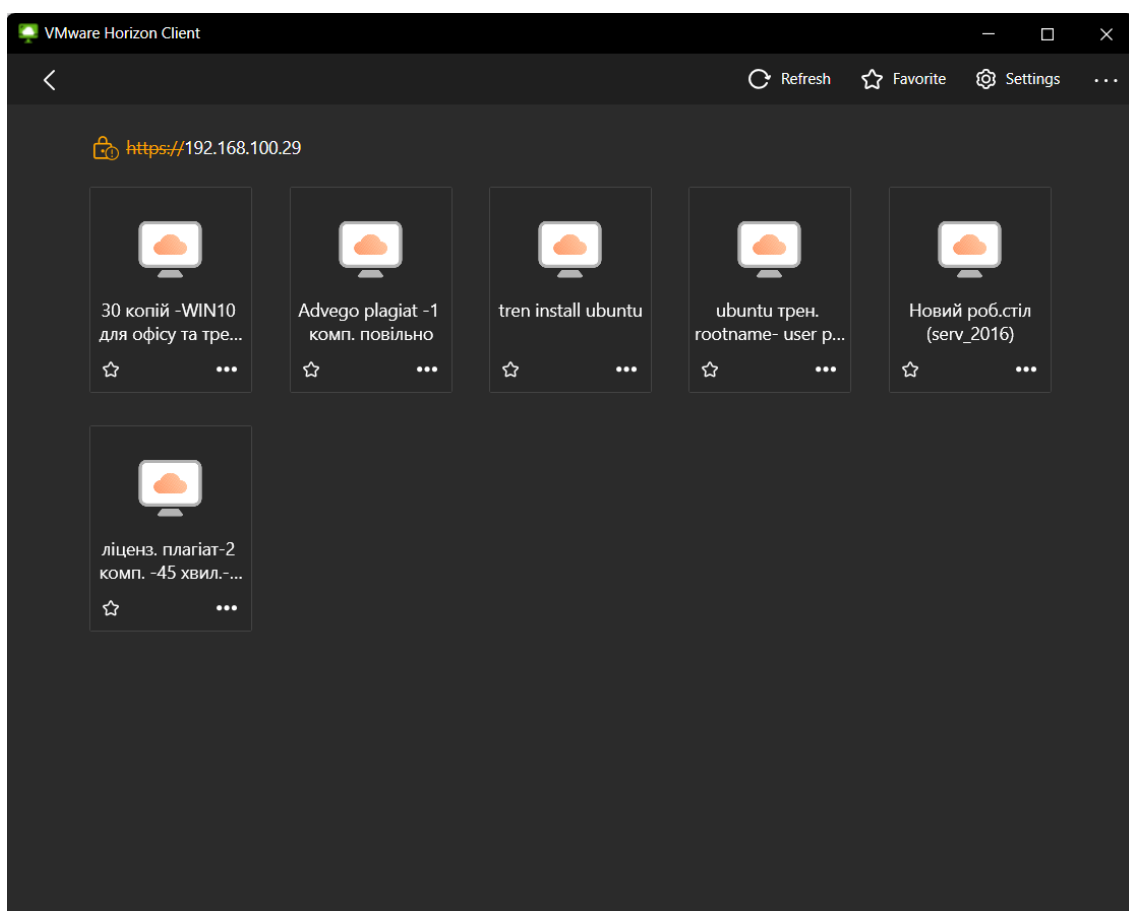 VMware Horizon Client
Refresh Favorite Settings
https://192.168.100.29
30 копій -WIN10
для офісу та тре...
Advego plagiat -1
комп. повільно
tren install ubuntu
ubuntu трен.
rootname- user p...
Новий роб.стіл
(serv_2016)
ліценз. плагіат-2
комп. -45 хвил.-...